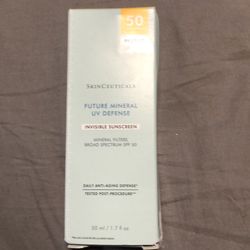 50
SKINCEUTICALS
FUTURE MINERAL
UV DEFENSE
INVISIBLE SUNSCREEN
MINERAL FILTERS,
BROAD SPECTRUM SPF 50
DAILY ANTI-AGING DEFENSE*
TESTED POST-PROCEDURE**
50 ml / 1.7 fl oz